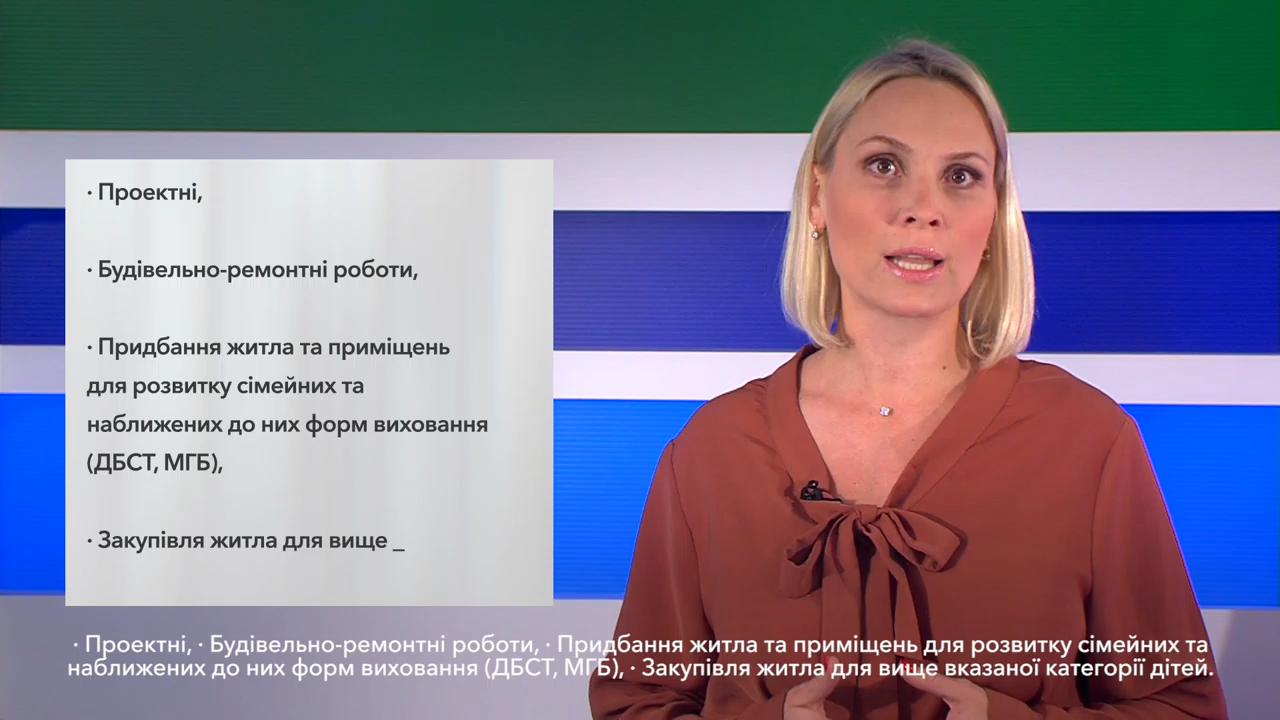 · Проектні,
· Будівельно-ремонтні роботи,
· Придбання житла та приміщень
для розвитку сімейних та
наближених до них форм виховання
(ДБСТ, МГБ),
· Закупівля житла для вище _
· Проектні, · Будівельно-ремонтні роботи, · Придбання житла та приміщень для розвитку сімейних та
наближених до них форм виховання (ДБСТ, МГБ), · Закупівля житла для вище вказаної категорії дітей.